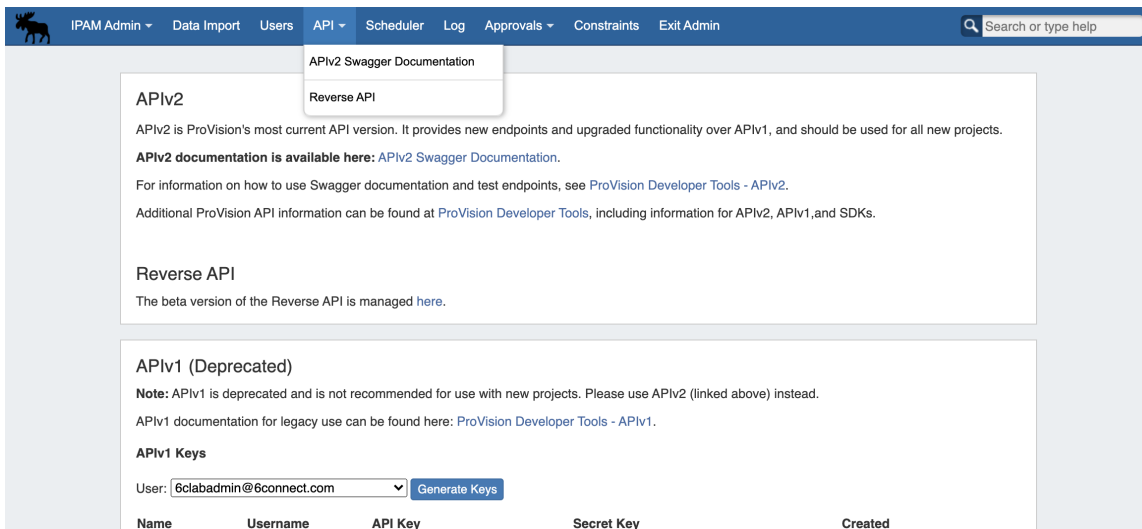 IPAM Admin Data Import Users API Scheduler Log Approvals Constraints Exit Admin Search or type help
APIv2 Swagger Documentation
Reverse API
APIv2
APIv2 is ProVision's most current API version. It provides new endpoints and upgraded functionality over APIv1, and should be used for all new projects.
APIv2 documentation is available here: APIv2 Swagger Documentation.
For information on how to use Swagger documentation and test endpoints, see ProVision Developer Tools - APIv2.
Additional ProVision API information can be found at ProVision Developer Tools, including information for APIv2, APIv1,and SDKs.
Reverse API
The beta version of the Reverse API is managed here.
APIv1 (Deprecated)
Note: APIv1 is deprecated and is not recommended for use with new projects. Please use APIv2 (linked above) instead.
APIv1 documentation for legacy use can be found here: ProVision Developer Tools - APIv1.
APIv1 Keys
User: 6clabadmin@6connect.com Generate Keys
Name Username API Key Secret Key Created